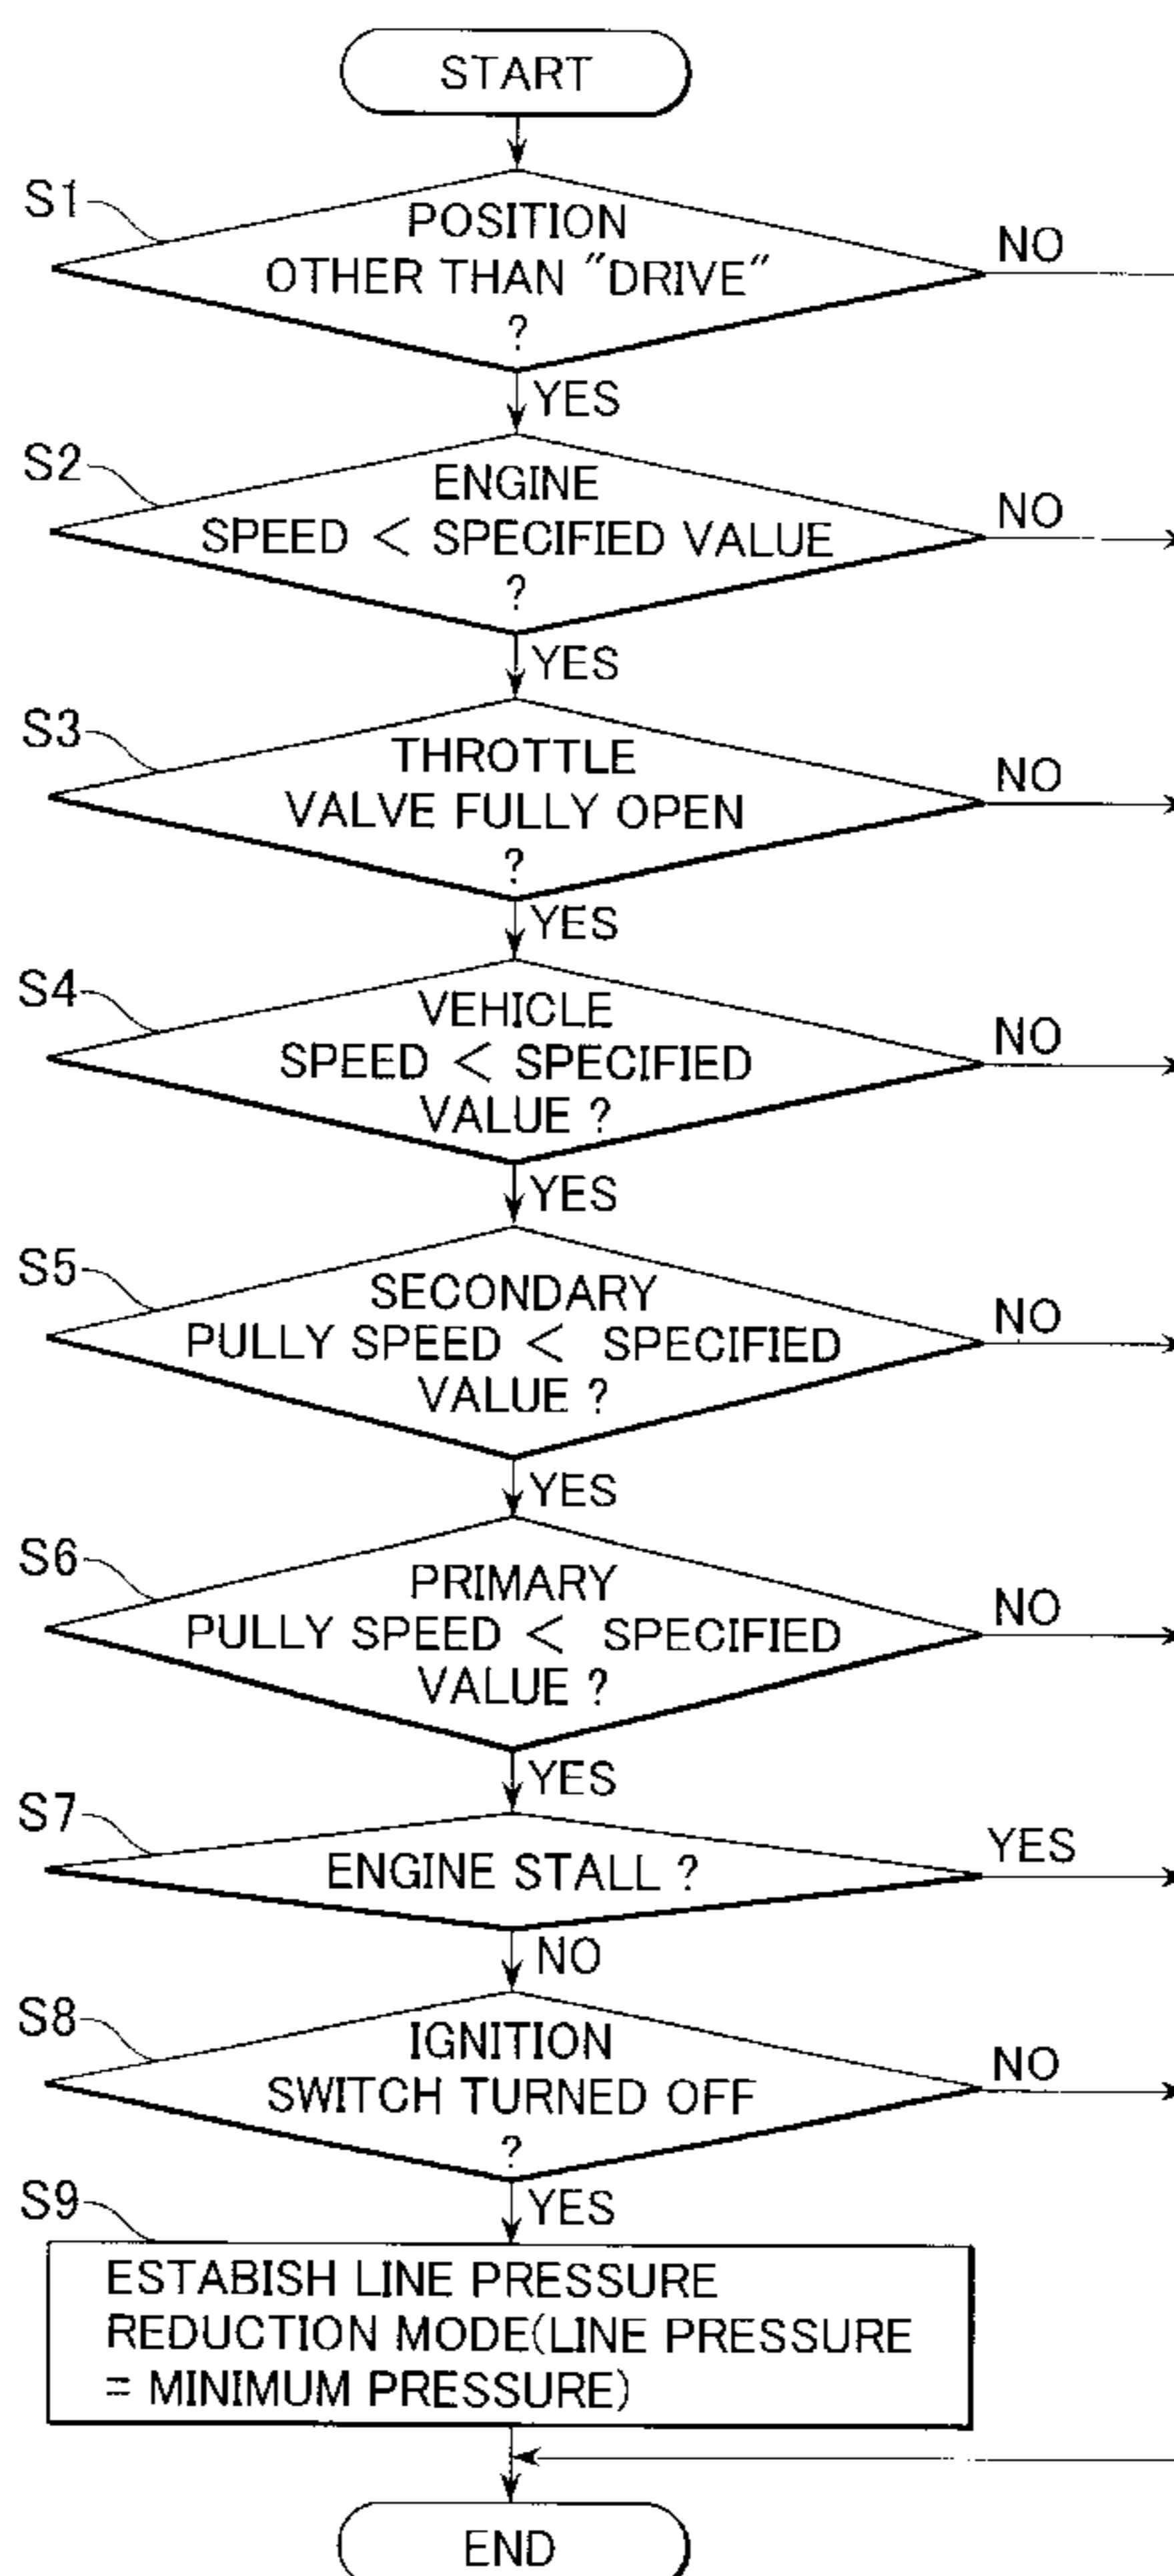 START
S1
POSITION
OTHER THAN "DRIVE"
?
NO
YES
S2
ENGINE
SPEED < SPECIFIED VALUE
?
NO
YES
S3
THROTTLE
VALVE FULLY OPEN
?
NO
YES
S4
VEHICLE
SPEED < SPECIFIED
VALUE ?
NO
YES
S5
SECONDARY
PULLY SPEED < SPECIFIED
VALUE ?
NO
YES
S6
PRIMARY
PULLY SPEED < SPECIFIED
VALUE ?
NO
YES
S7
ENGINE STALL ?
YES
NO
S8
IGNITION
SWITCH TURNED OFF
?
NO
YES
S9
ESTABISH LINE PRESSURE
REDUCTION MODE(LINE PRESSURE
= MINIMUM PRESSURE)
END